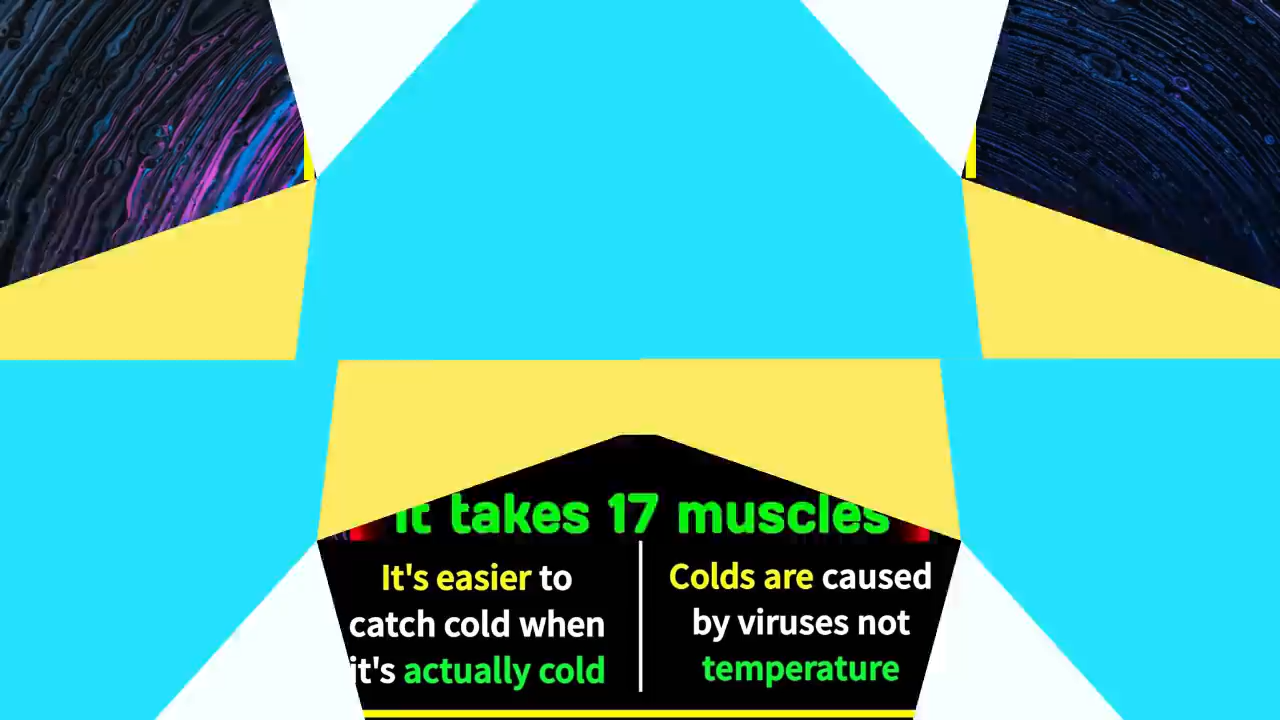 it takes 17 muscles
It's easier to
catch cold when
it's actually cold
Colds are caused
by viruses not
temperature